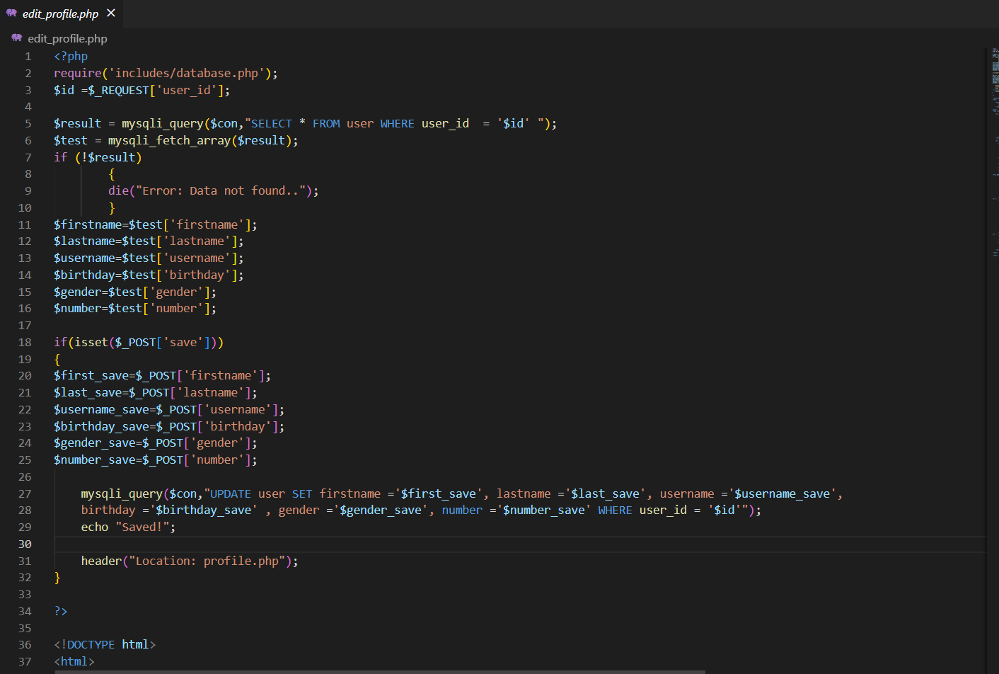 edit_profile.php ×
edit_profile.php
1 <?php
2 require('includes/database.php');
3 $id =$_REQUEST['user_id'];
4
5 $result = mysqli_query($con,"SELECT * FROM user WHERE user_id  = '$id' ");
6 $test = mysqli_fetch_array($result);
7 if (!$result)
8         {
9         die("Error: Data not found..");
10         }
11 $firstname=$test['firstname'];
12 $lastname=$test['lastname'];
13 $username=$test['username'];
14 $birthday=$test['birthday'];
15 $gender=$test['gender'];
16 $number=$test['number'];
17
18 if(isset($_POST['save']))
19 {
20 $first_save=$_POST['firstname'];
21 $last_save=$_POST['lastname'];
22 $username_save=$_POST['username'];
23 $birthday_save=$_POST['birthday'];
24 $gender_save=$_POST['gender'];
25 $number_save=$_POST['number'];
26
27     mysqli_query($con,"UPDATE user SET firstname ='$first_save', lastname ='$last_save', username ='$username_save',
28     birthday ='$birthday_save' , gender ='$gender_save', number ='$number_save' WHERE user_id = '$id'");
29     echo "Saved!";
30
31     header("Location: profile.php");
32 }
33
34 ?>
35
36 <!DOCTYPE html>
37 <html>